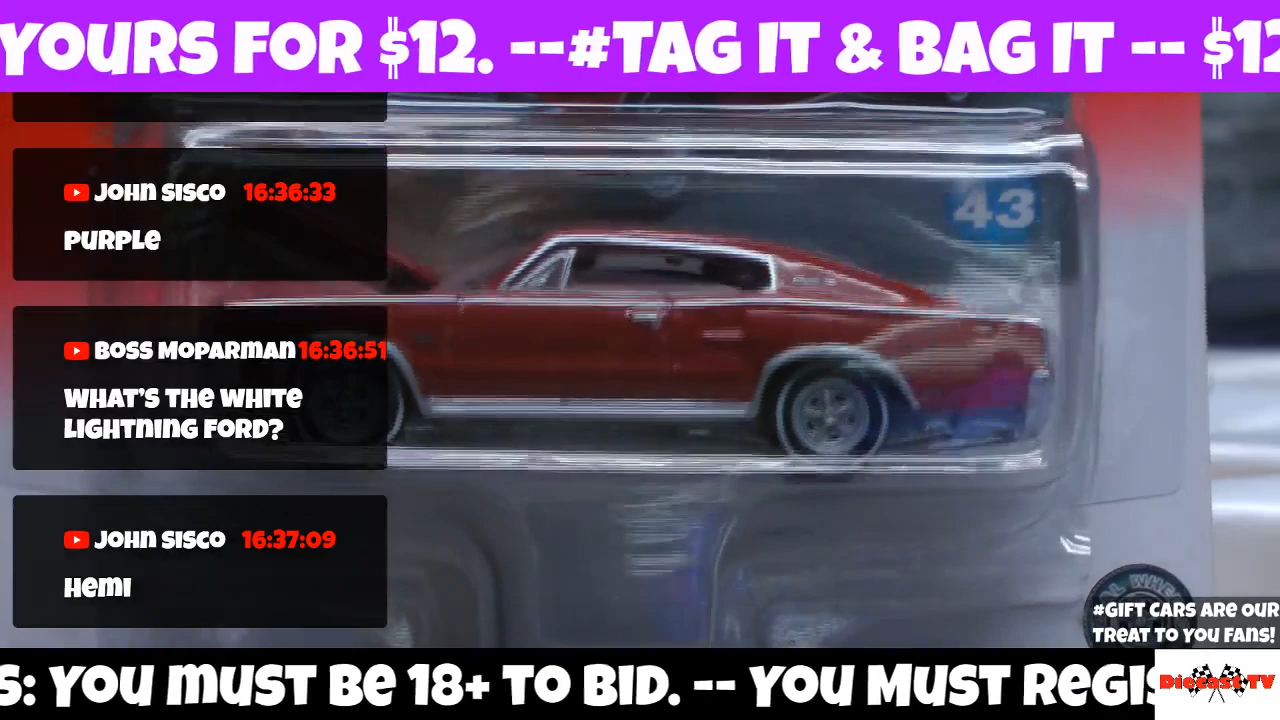 YOURS FOR $12. --#TAG IT & BAG IT -- $12
JOHN SISCO 16:36:33
PURPLE
43
BOSS MOPARMAN 16:36:51
WHAT'S THE WHITE
LIGHTNING FORD?
JOHN SISCO 16:37:09
HEMI
#GIFT CARS ARE OUR
TREAT TO YOU FANS!
S: YOU MUST BE 18+ TO BID. -- YOU MUST REGIS
Diecast TV